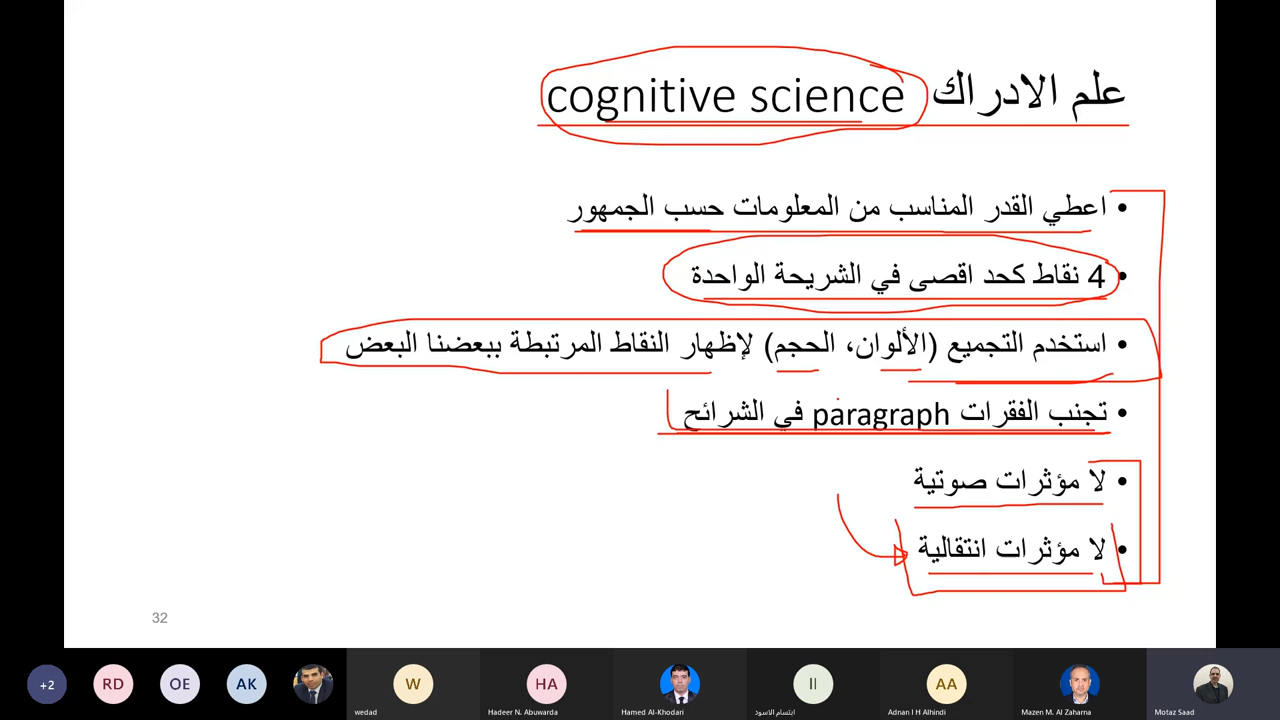 علم الادراك cognitive science
• اعطي القدر المناسب من المعلومات حسب الجمهور
• 4 نقاط كحد اقصى في الشريحة الواحدة
• استخدم التجميع (الألوان، الحجم) لإظهار النقاط المرتبطة ببعضنا البعض
• تجنب الفقرات paragraph في الشرائح
• لا مؤثرات صوتية
• لا مؤثرات انتقالية
32
+2 RD OE AK W HA II AA
wedad Hadeer N. Abuwarda Hamed Al-Khodari ابتسام الاسود Adnan I H Alhindi Mazen M. Al Zaharna Motaz Saad